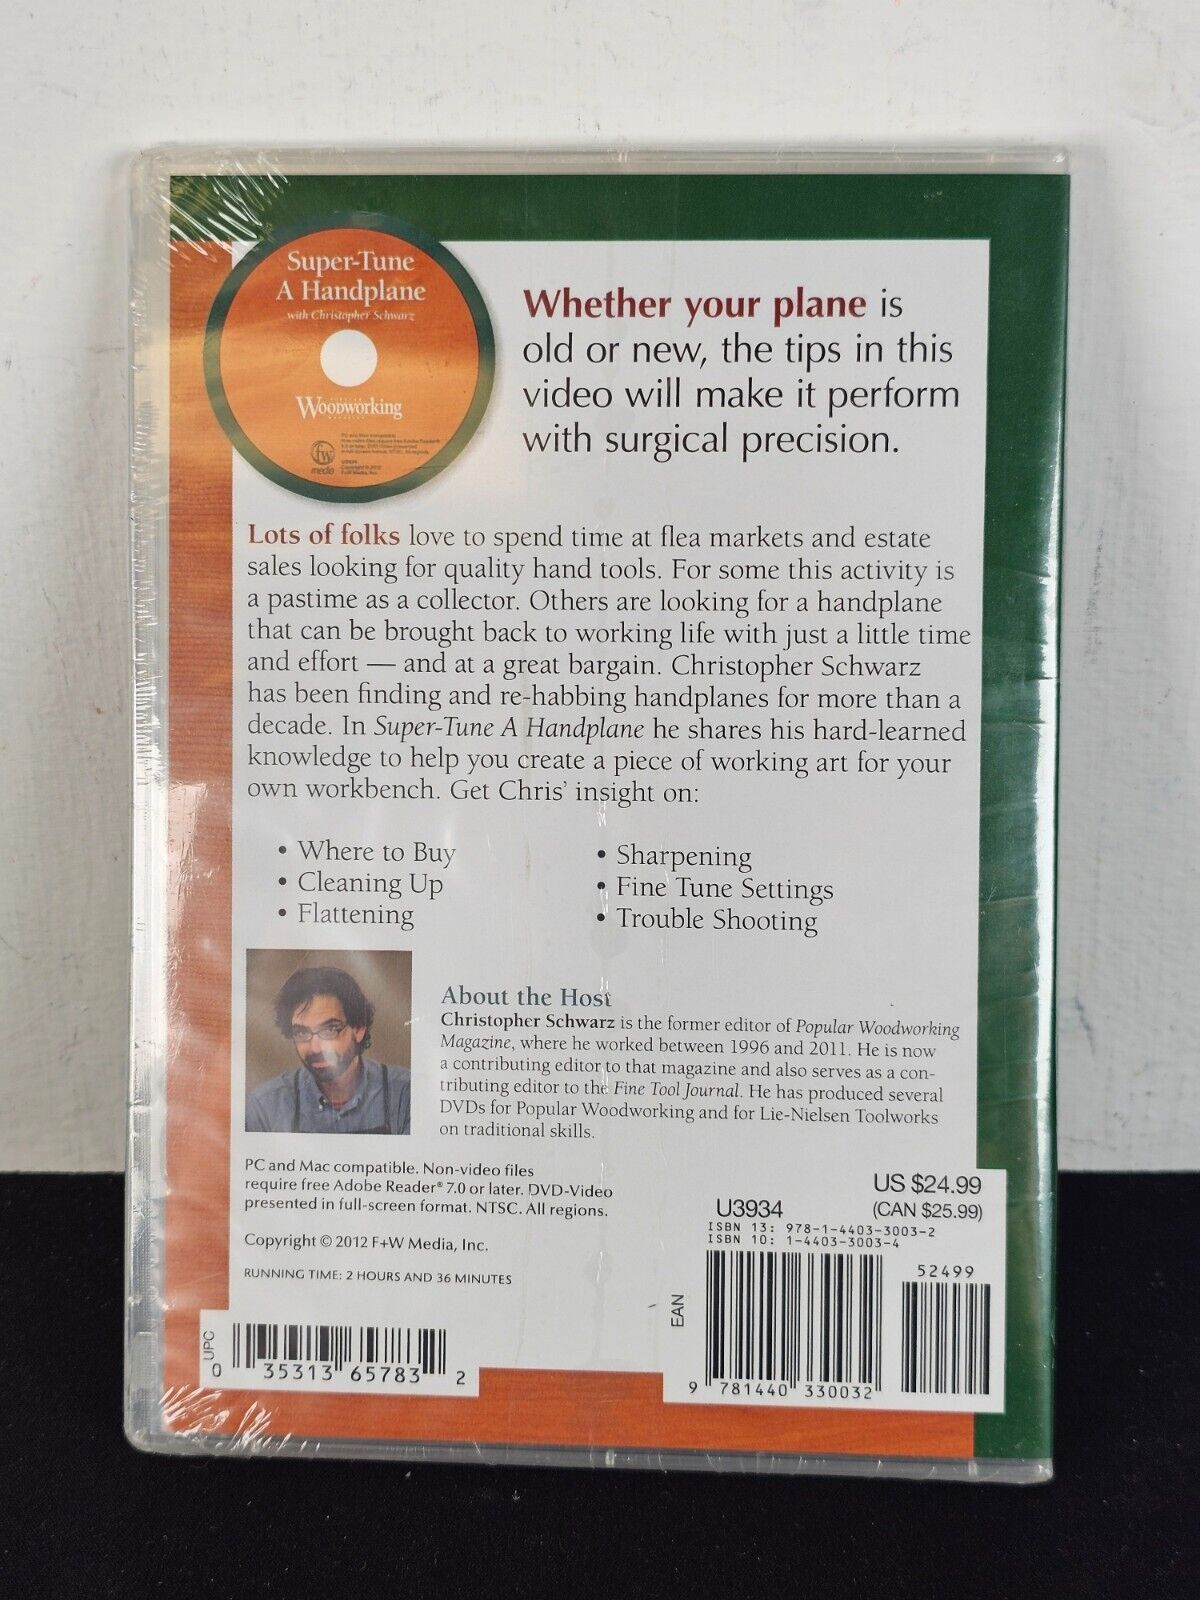 Super-Tune
A Handplane
with Christopher Schwarz
POPULAR
WOODWORKING
MAGAZINE
fw
media
Whether your plane is
old or new, the tips in this
video will make it perform
with surgical precision.
Lots of folks love to spend time at flea markets and estate
sales looking for quality hand tools. For some this activity is
a pastime as a collector. Others are looking for a handplane
that can be brought back to working life with just a little time
and effort — and at a great bargain. Christopher Schwarz
has been finding and re-habbing handplanes for more than a
decade. In Super-Tune A Handplane he shares his hard-learned
knowledge to help you create a piece of working art for your
own workbench. Get Chris' insight on:
• Where to Buy
• Cleaning Up
• Flattening
• Sharpening
• Fine Tune Settings
• Trouble Shooting
About the Host
Christopher Schwarz is the former editor of Popular Woodworking
Magazine, where he worked between 1996 and 2011. He is now
a contributing editor to that magazine and also serves as a con-
tributing editor to the Fine Tool Journal. He has produced several
DVDs for Popular Woodworking and for Lie-Nielsen Toolworks
on traditional skills.
PC and Mac compatible. Non-video files
require free Adobe Reader® 7.0 or later. DVD-Video
presented in full-screen format. NTSC. All regions.
Copyright © 2012 F+W Media, Inc.
RUNNING TIME: 2 HOURS AND 36 MINUTES
US $24.99
U3934 (CAN $25.99)
ISBN 13: 978-1-4403-3003-2
ISBN 10: 1-4403-3003-4
52499
EAN
9 781440 330032
UPC
0 35313 65783 2